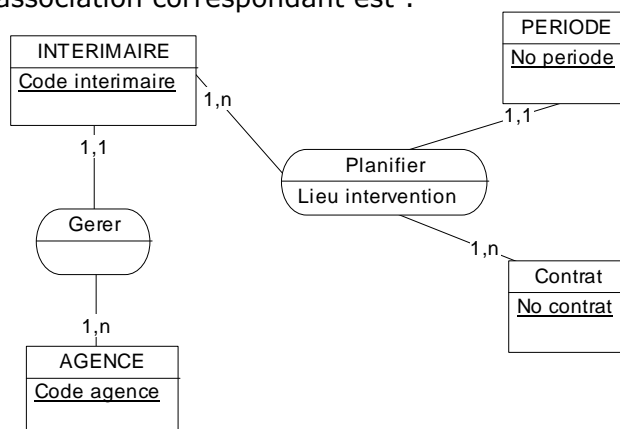 association correspondant est :
PERIODE
No periode
INTERIMAIRE
Code interimaire
1,n
1,1
1,1
Planifier
Lieu intervention
Gerer
1,n
Contrat
No contrat
1,n
AGENCE
Code agence